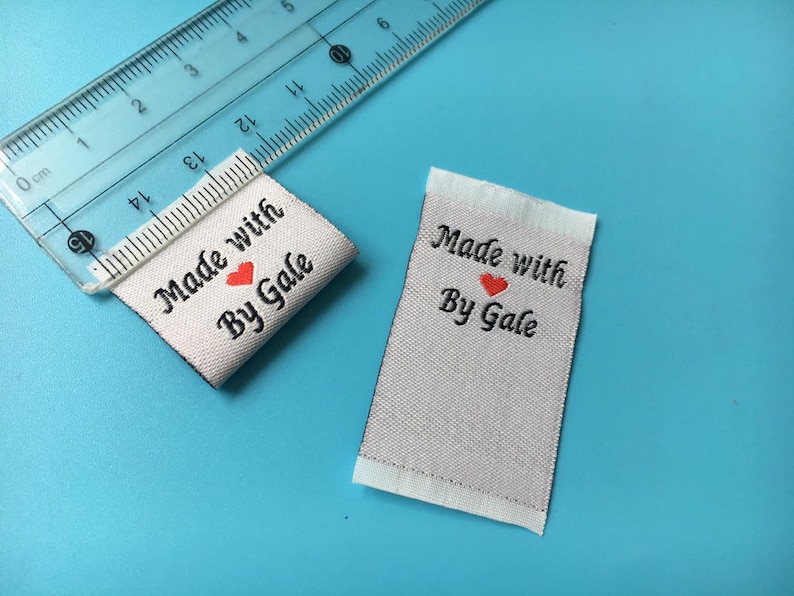 0 cm 1 2 3 4 5
15 14 13 12 11 10 6
Made with
By Gale
Made with
By Gale